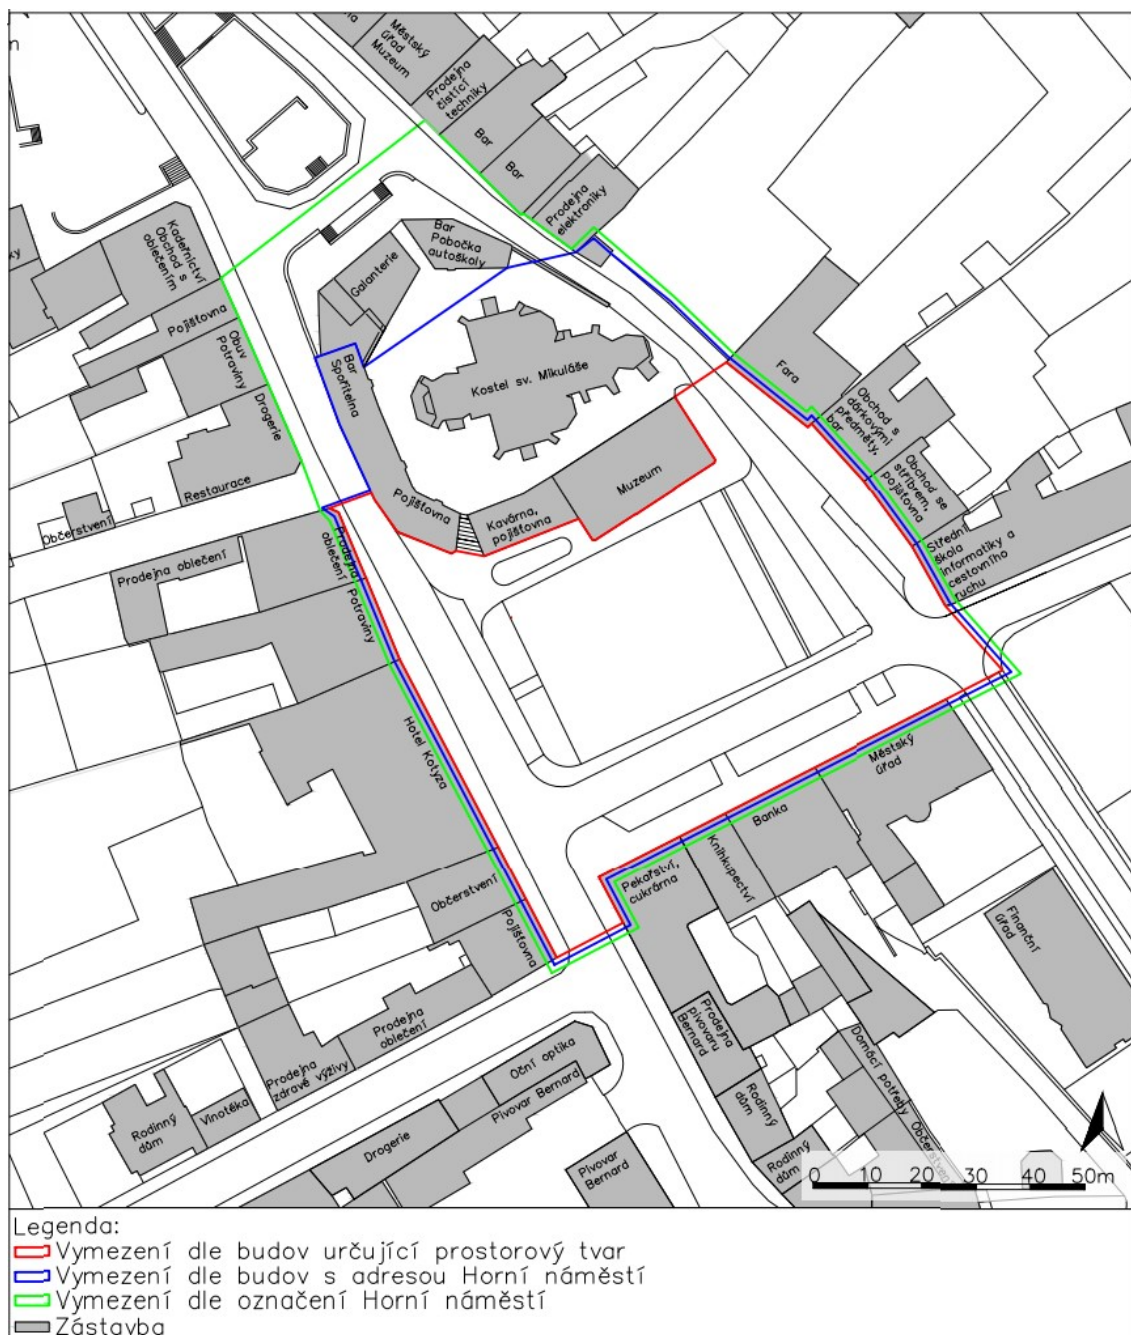 n
Městský
úřad
Muzeum
Prodejna
čistící
techniky
Bar
Bar
Prodejna
elektroniky
Kadeřnictví
Obchod s
oblečením
ky
Pojišťovna
Obuv
Potraviny
Drogerie
Restaurace
Občerstvení
Bar
Pobočka
autoškoly
Galanterie
Bar
Spořitelna
Kostel sv. Mikuláše
Fara
Obchod s
dárkovými
předměty,
bar
Obchod se
stříbrem,
pojišťovna
Muzeum
Pojišťovna
Kavárna,
pojišťovna
Střední
škola
informatiky a
cestovního
ruchu
Prodejna
oblečení
Prodejna oblečení
Potraviny
Hotel Kotyza
Městský
úřad
Banka
Knihkupectví
Pekařství,
cukrárna
Občerstvení
Pojišťovna
Finanční
úřad
Prodejna
oblečení
Prodejna
pivovaru
Bernard
Prodejna
zdravé výživy
Oční optika
Pivovar Bernard
Domácí potřeby
Občerstvení
Rodinný
dům
Vinotéka
Drogerie
Rodinný
dům
Pivovar
Bernard
Rodinný
dům
0 10 20 30 40 50m
Legenda:
Vymezení dle budov určující prostorový tvar
Vymezení dle budov s adresou Horní náměstí
Vymezení dle označení Horní náměstí
Zástavba